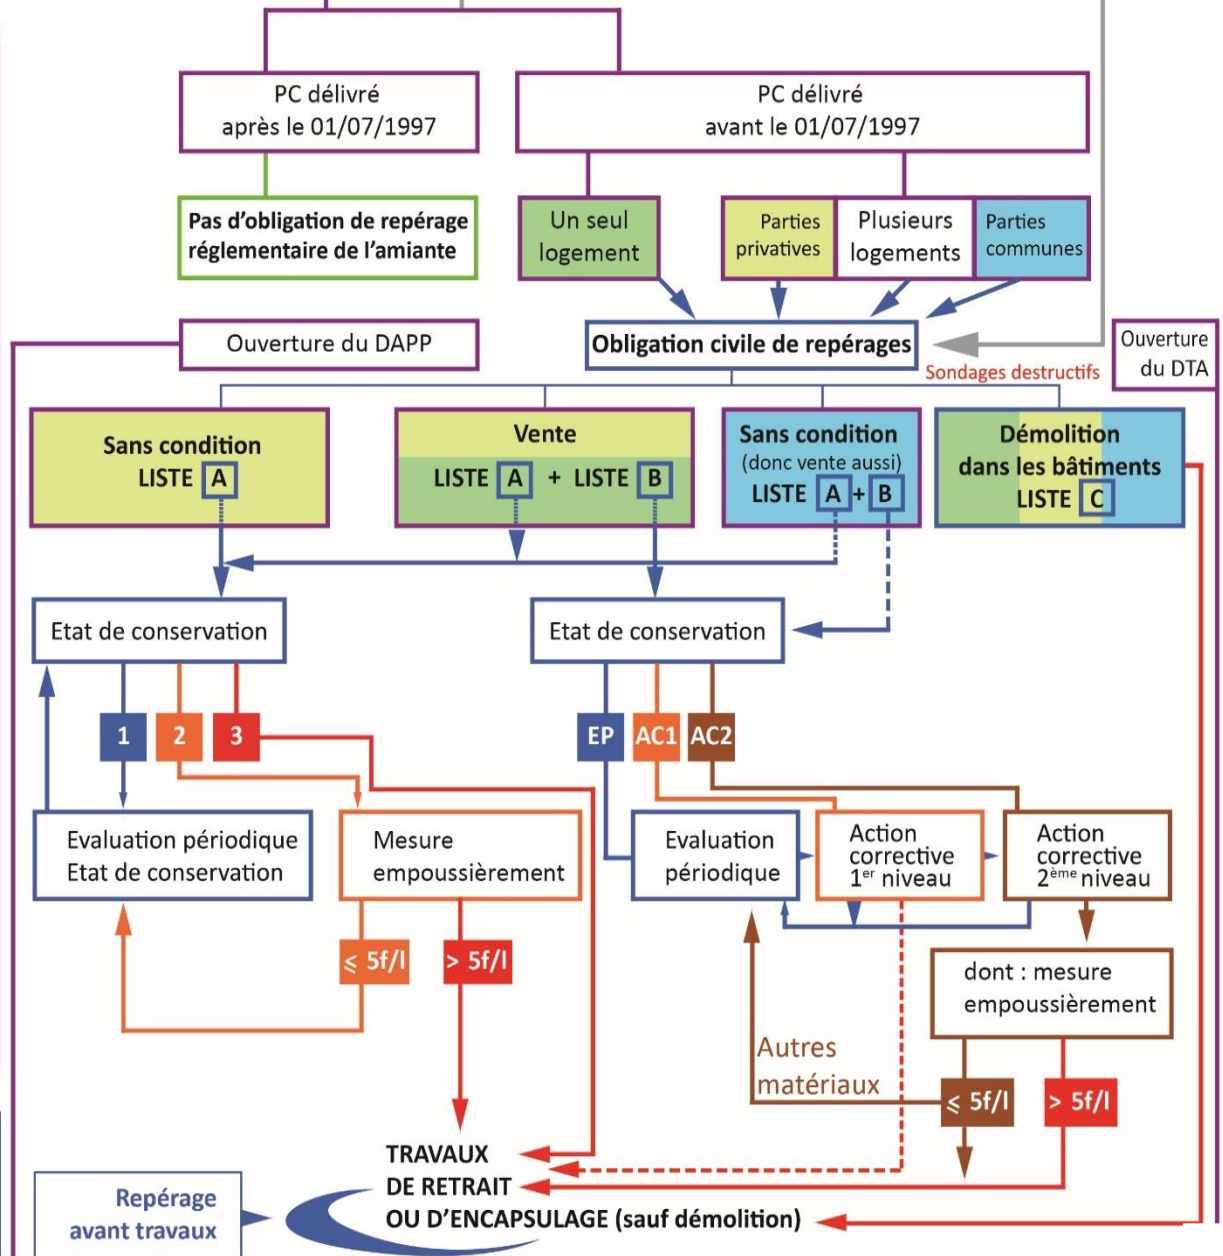 PC délivré
après le 01/07/1997
PC délivré
avant le 01/07/1997
Pas d'obligation de repérage
réglementaire de l'amiante
Un seul
logement
Parties
privatives
Plusieurs
logements
Parties
communes
Ouverture du DAPP
Obligation civile de repérages
Ouverture
du DTA
Sondages destructifs
Sans condition
LISTE A
Vente
LISTE A + LISTE B
Sans condition
(donc vente aussi)
LISTE A + B
Démolition
dans les bâtiments
LISTE C
Etat de conservation
Etat de conservation
1 2 3
EP AC1 AC2
Evaluation périodique
Etat de conservation
Mesure
empoussièrement
Evaluation
périodique
Action
corrective
1er niveau
Action
corrective
2ème niveau
⩽ 5f/l
> 5f/l
dont : mesure
empoussièrement
Autres
matériaux
⩽ 5f/l
> 5f/l
TRAVAUX
DE RETRAIT
OU D'ENCAPSULAGE (sauf démolition)
Repérage
avant travaux